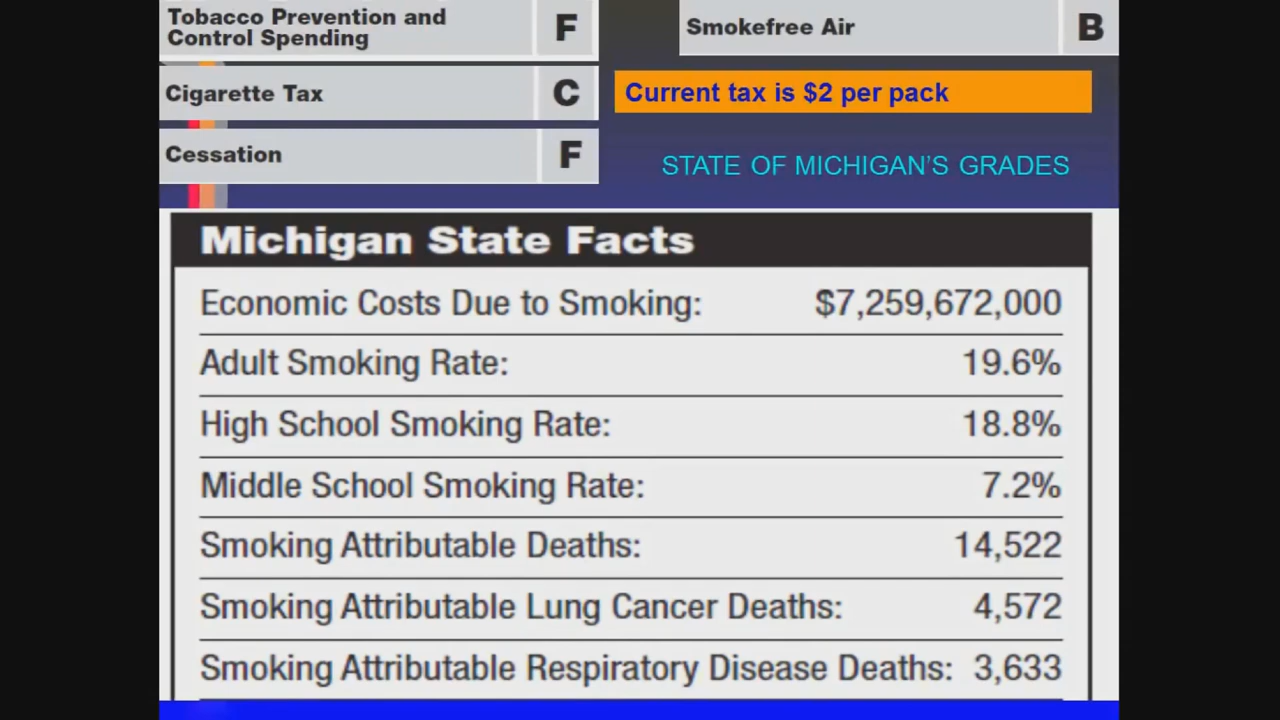 Tobacco Prevention and
Control Spending F
Smokefree Air B
Cigarette Tax C
Current tax is $2 per pack
Cessation F
STATE OF MICHIGAN'S GRADES
Michigan State Facts
Economic Costs Due to Smoking: $7,259,672,000
Adult Smoking Rate: 19.6%
High School Smoking Rate: 18.8%
Middle School Smoking Rate: 7.2%
Smoking Attributable Deaths: 14,522
Smoking Attributable Lung Cancer Deaths: 4,572
Smoking Attributable Respiratory Disease Deaths: 3,633